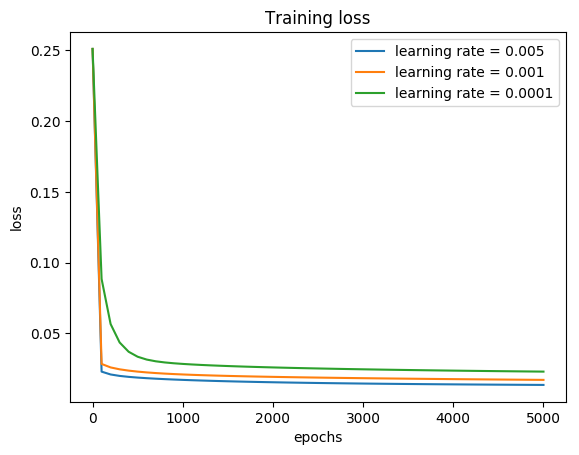 Training loss
0.25
0.20
0.15
0.10
0.05
loss
learning rate = 0.005
learning rate = 0.001
learning rate = 0.0001
0
1000
2000
3000
4000
5000
epochs